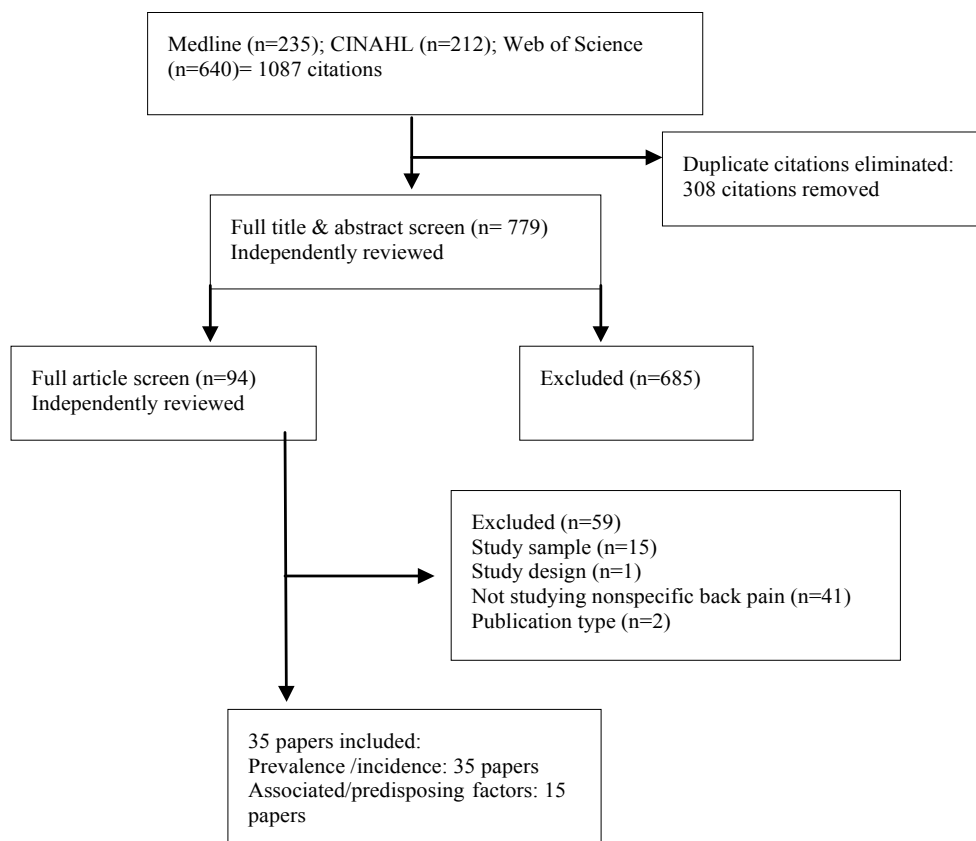 Medline (n=235); CINAHL (n=212); Web of Science
(n=640)= 1087 citations
Duplicate citations eliminated:
308 citations removed
Full title & abstract screen (n= 779)
Independently reviewed
Full article screen (n=94)
Independently reviewed
Excluded (n=685)
Excluded (n=59)
Study sample (n=15)
Study design (n=1)
Not studying nonspecific back pain (n=41)
Publication type (n=2)
35 papers included:
Prevalence /incidence: 35 papers
Associated/predisposing factors: 15
papers